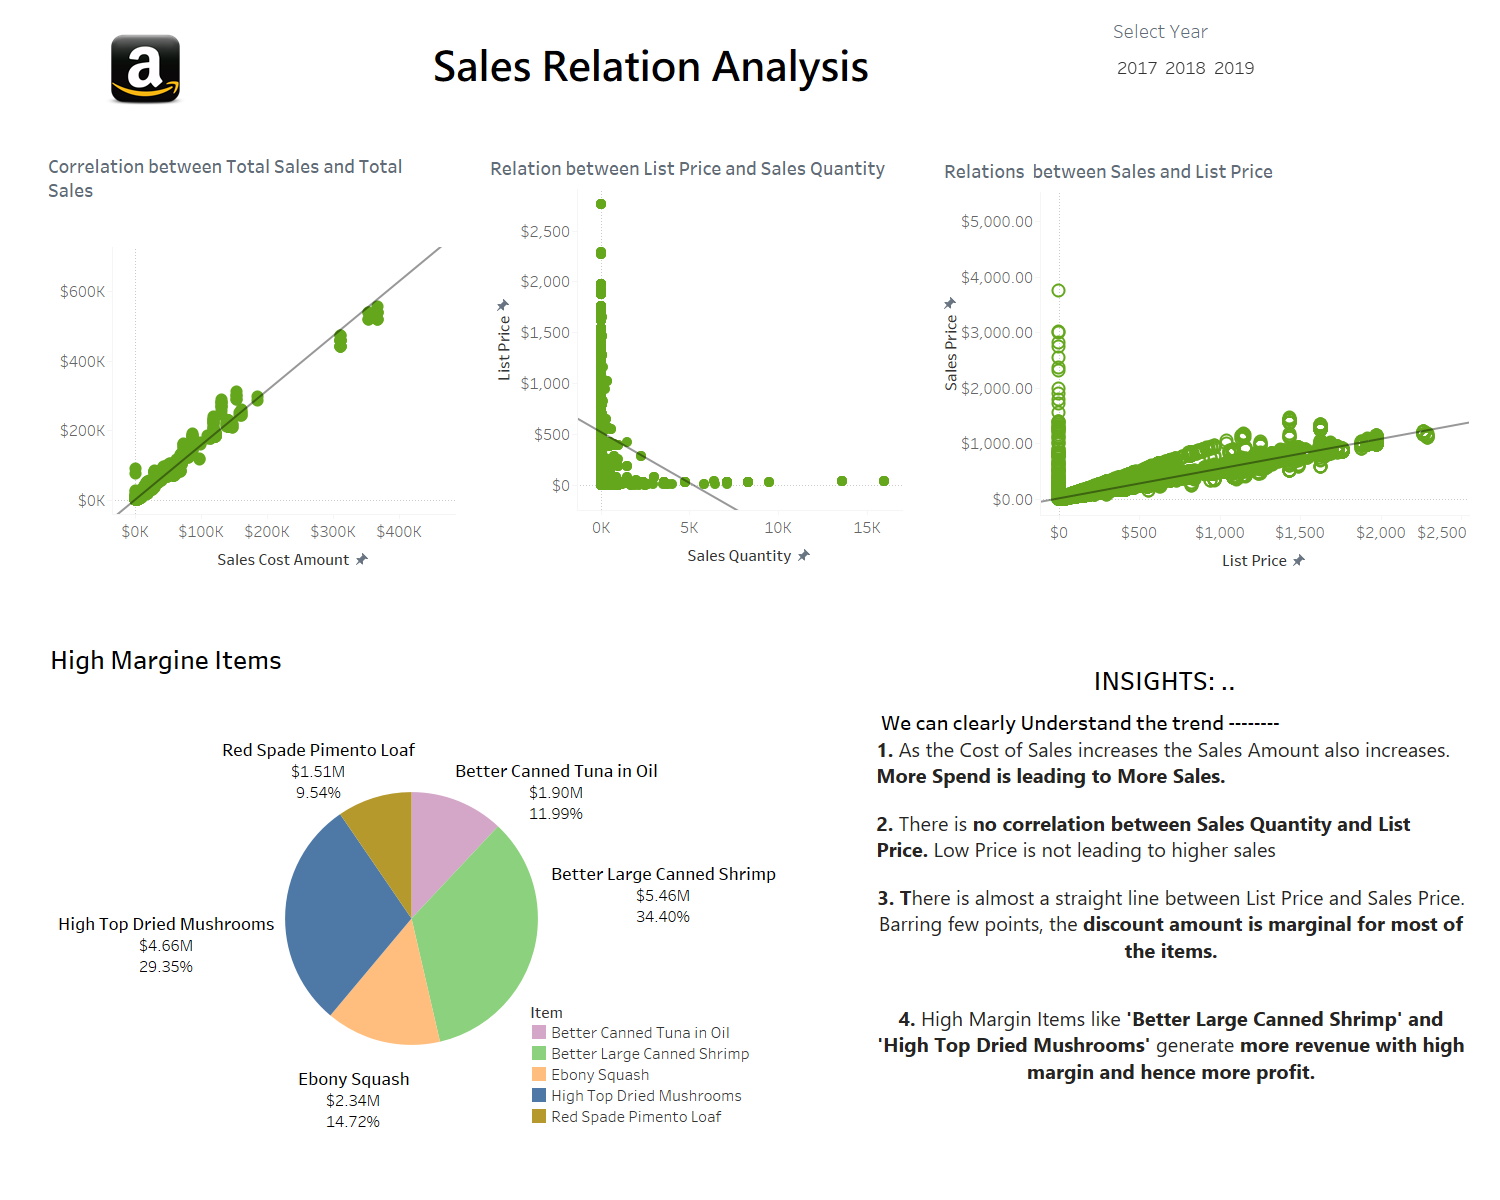 a
Sales Relation Analysis
Select Year
2017 2018 2019
Correlation between Total Sales and Total
Sales
$600K
$400K
$200K
$0K
$0K $100K $200K $300K $400K
Sales Cost Amount
Relation between List Price and Sales Quantity
List Price
$2,500
$2,000
$1,500
$1,000
$500
$0
0K 5K 10K 15K
Sales Quantity
Relations between Sales and List Price
Sales Price
$5,000.00
$4,000.00
$3,000.00
$2,000.00
$1,000.00
$0.00
$0 $500 $1,000 $1,500 $2,000 $2,500
List Price
High Margine Items
Red Spade Pimento Loaf
$1.51M
9.54%
Better Canned Tuna in Oil
$1.90M
11.99%
Better Large Canned Shrimp
$5.46M
34.40%
High Top Dried Mushrooms
$4.66M
29.35%
Ebony Squash
$2.34M
14.72%
Item
Better Canned Tuna in Oil
Better Large Canned Shrimp
Ebony Squash
High Top Dried Mushrooms
Red Spade Pimento Loaf
INSIGHTS: ..
We can clearly Understand the trend --------
1. As the Cost of Sales increases the Sales Amount also increases.
More Spend is leading to More Sales.
2. There is no correlation between Sales Quantity and List
Price. Low Price is not leading to higher sales
3. There is almost a straight line between List Price and Sales Price.
Barring few points, the discount amount is marginal for most of
the items.
4. High Margin Items like 'Better Large Canned Shrimp' and
'High Top Dried Mushrooms' generate more revenue with high
margin and hence more profit.